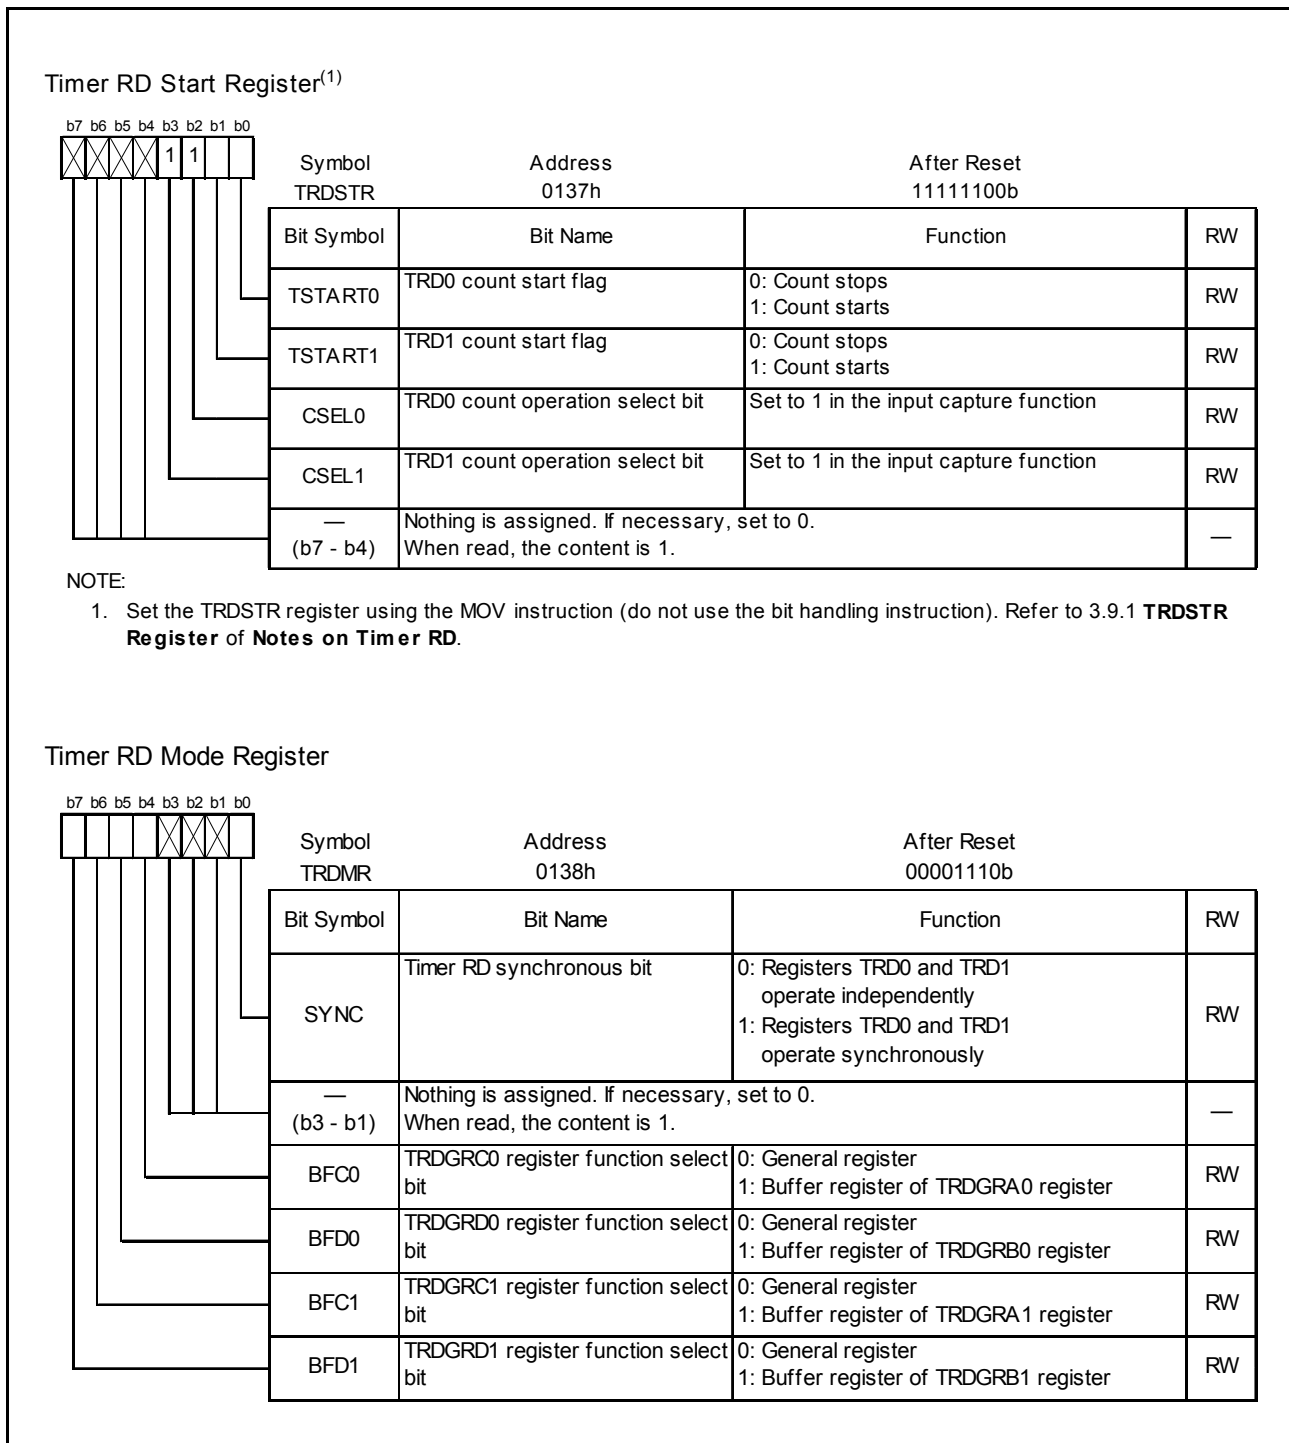 Timer RD Start Register(1)
b7 b6 b5 b4 b3 b2 b1 b0
1 1
Symbol Address After Reset
TRDSTR 0137h 11111100b
Bit Symbol Bit Name Function RW
TSTART0 TRD0 count start flag 0: Count stops RW
1: Count starts
TSTART1 TRD1 count start flag 0: Count stops RW
1: Count starts
CSEL0 TRD0 count operation select bit Set to 1 in the input capture function RW
CSEL1 TRD1 count operation select bit Set to 1 in the input capture function RW
— Nothing is assigned. If necessary, set to 0. —
(b7 - b4) When read, the content is 1.
NOTE:
1. Set the TRDSTR register using the MOV instruction (do not use the bit handling instruction). Refer to 3.9.1 TRDSTR
Register of Notes on Timer RD.
Timer RD Mode Register
b7 b6 b5 b4 b3 b2 b1 b0
Symbol Address After Reset
TRDMR 0138h 00001110b
Bit Symbol Bit Name Function RW
SYNC Timer RD synchronous bit 0: Registers TRD0 and TRD1 RW
operate independently
1: Registers TRD0 and TRD1
operate synchronously
— Nothing is assigned. If necessary, set to 0. —
(b3 - b1) When read, the content is 1.
BFC0 TRDGRC0 register function select 0: General register RW
bit 1: Buffer register of TRDGRA0 register
BFD0 TRDGRD0 register function select 0: General register RW
bit 1: Buffer register of TRDGRB0 register
BFC1 TRDGRC1 register function select 0: General register RW
bit 1: Buffer register of TRDGRA1 register
BFD1 TRDGRD1 register function select 0: General register RW
bit 1: Buffer register of TRDGRB1 register